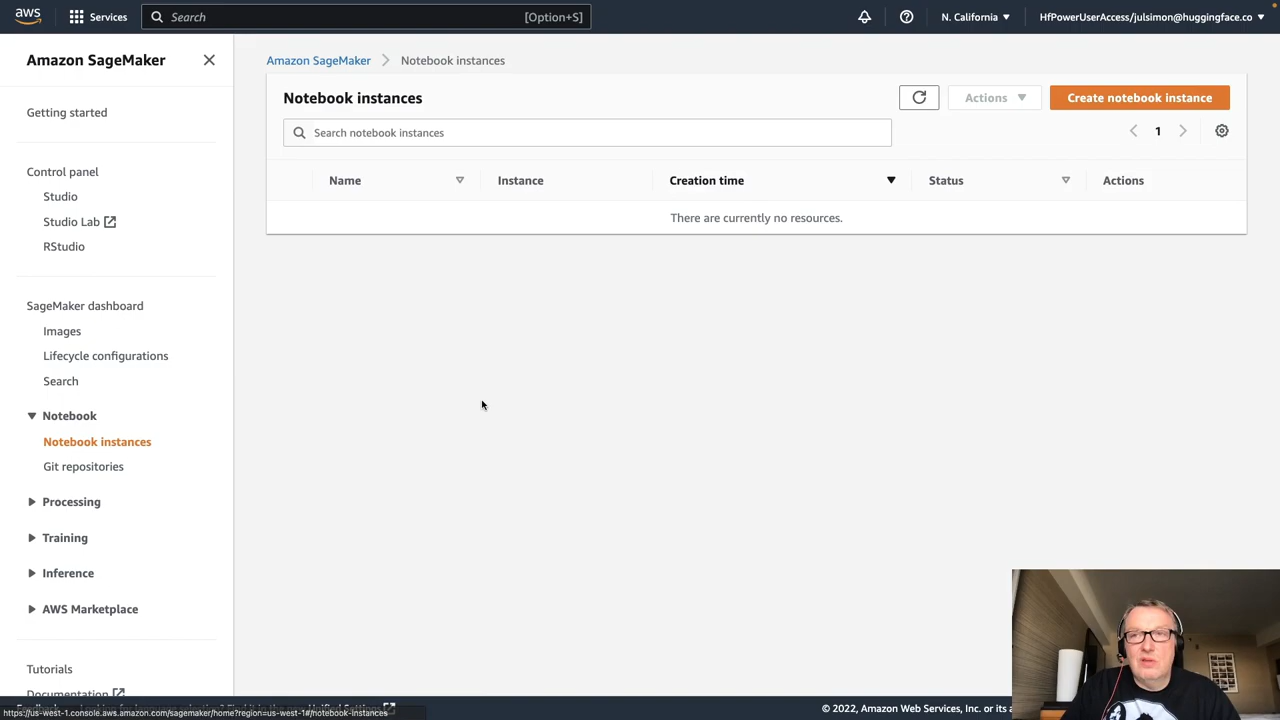 aws
Services
Search
[Option+S]
N. California
HfPowerUserAccess/julsimon@huggingface.co
Amazon SageMaker
Getting started
Control panel
Studio
Studio Lab
RStudio
SageMaker dashboard
Images
Lifecycle configurations
Search
Notebook
Notebook instances
Git repositories
Processing
Training
Inference
AWS Marketplace
Tutorials
Documentation
Amazon SageMaker
Notebook instances
Notebook instances
Actions
Create notebook instance
Search notebook instances
1
Name
Instance
Creation time
Status
Actions
There are currently no resources.
https://us-west-1.console.aws.amazon.com/sagemaker/home?region=us-west-1#/notebook-instances
© 2022, Amazon Web Services, Inc. or its a